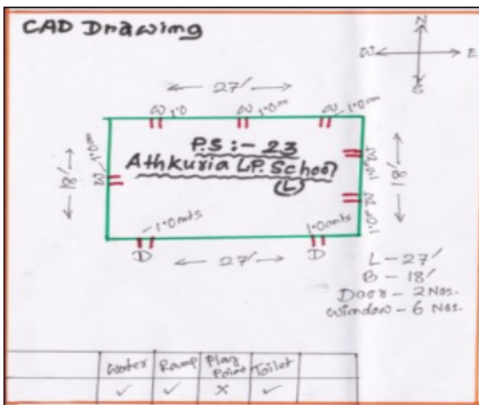 CAD Drawing
N
W E
S
27'
W 1.0 W 1.0m W 1.0m
P.S :- 23
Athkuria L.P. School
(L)
18'
W 1.0m
W 1.0m
W 1.0m
18'
1.0mts 1.0mts
D 27' D
L - 27'
B - 18'
Door - 2 Nos.
Window - 6 Nos.
Water Ramp Plug Point Toilet
✓ ✓ × ✓